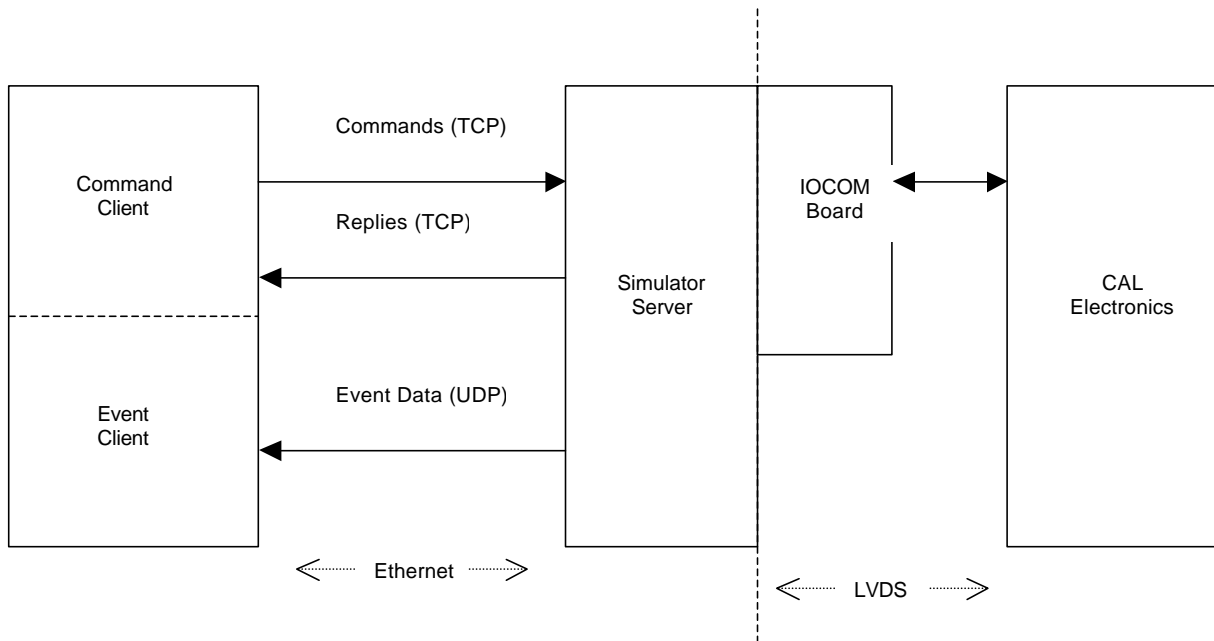 Commands (TCP)
Command
Client
Replies (TCP)
IOCOM
Board
Simulator
Server
CAL
Electronics
Event Data (UDP)
Event
Client
Ethernet
LVDS